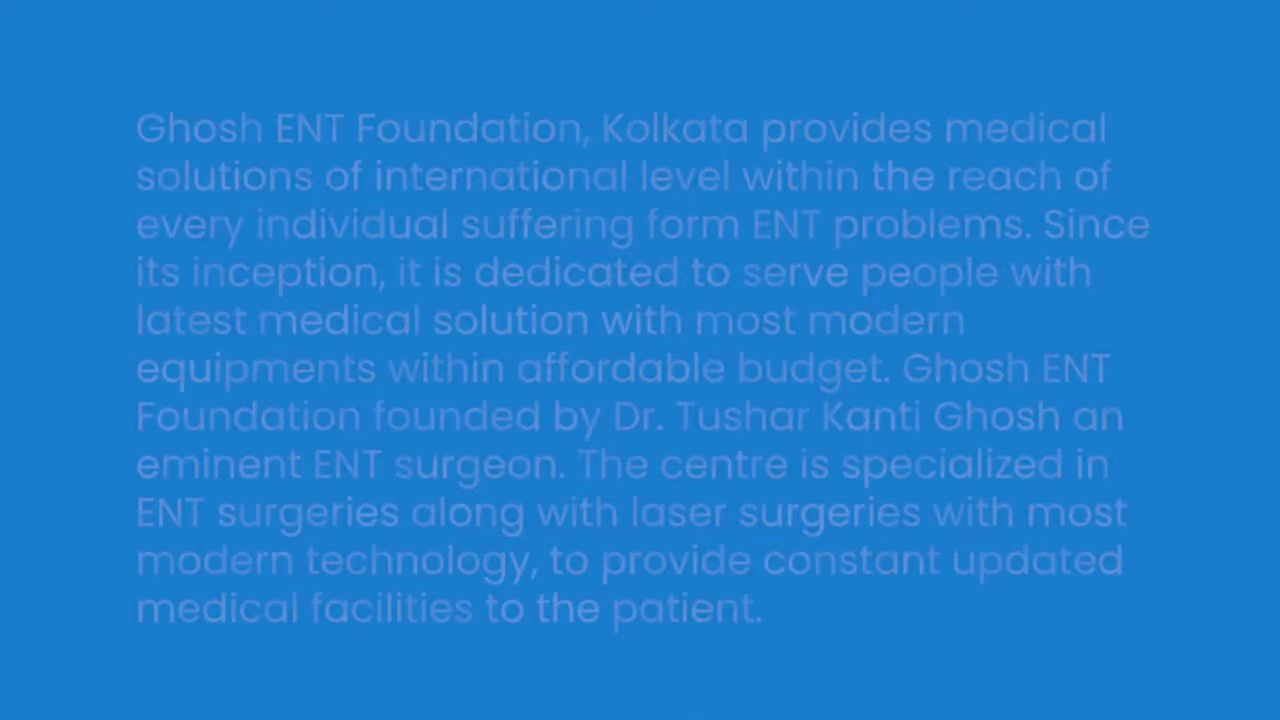 Ghosh ENT Foundation, Kolkata provides medical
solutions of international level within the reach of
every individual suffering form ENT problems. Since
its inception, it is dedicated to serve people with
latest medical solution with most modern
equipments within affordable budget. Ghosh ENT
Foundation founded by Dr. Tushar Kanti Ghosh an
eminent ENT surgeon. The centre is specialized in
ENT surgeries along with laser surgeries with most
modern technology, to provide constant updated
medical facilities to the patient.